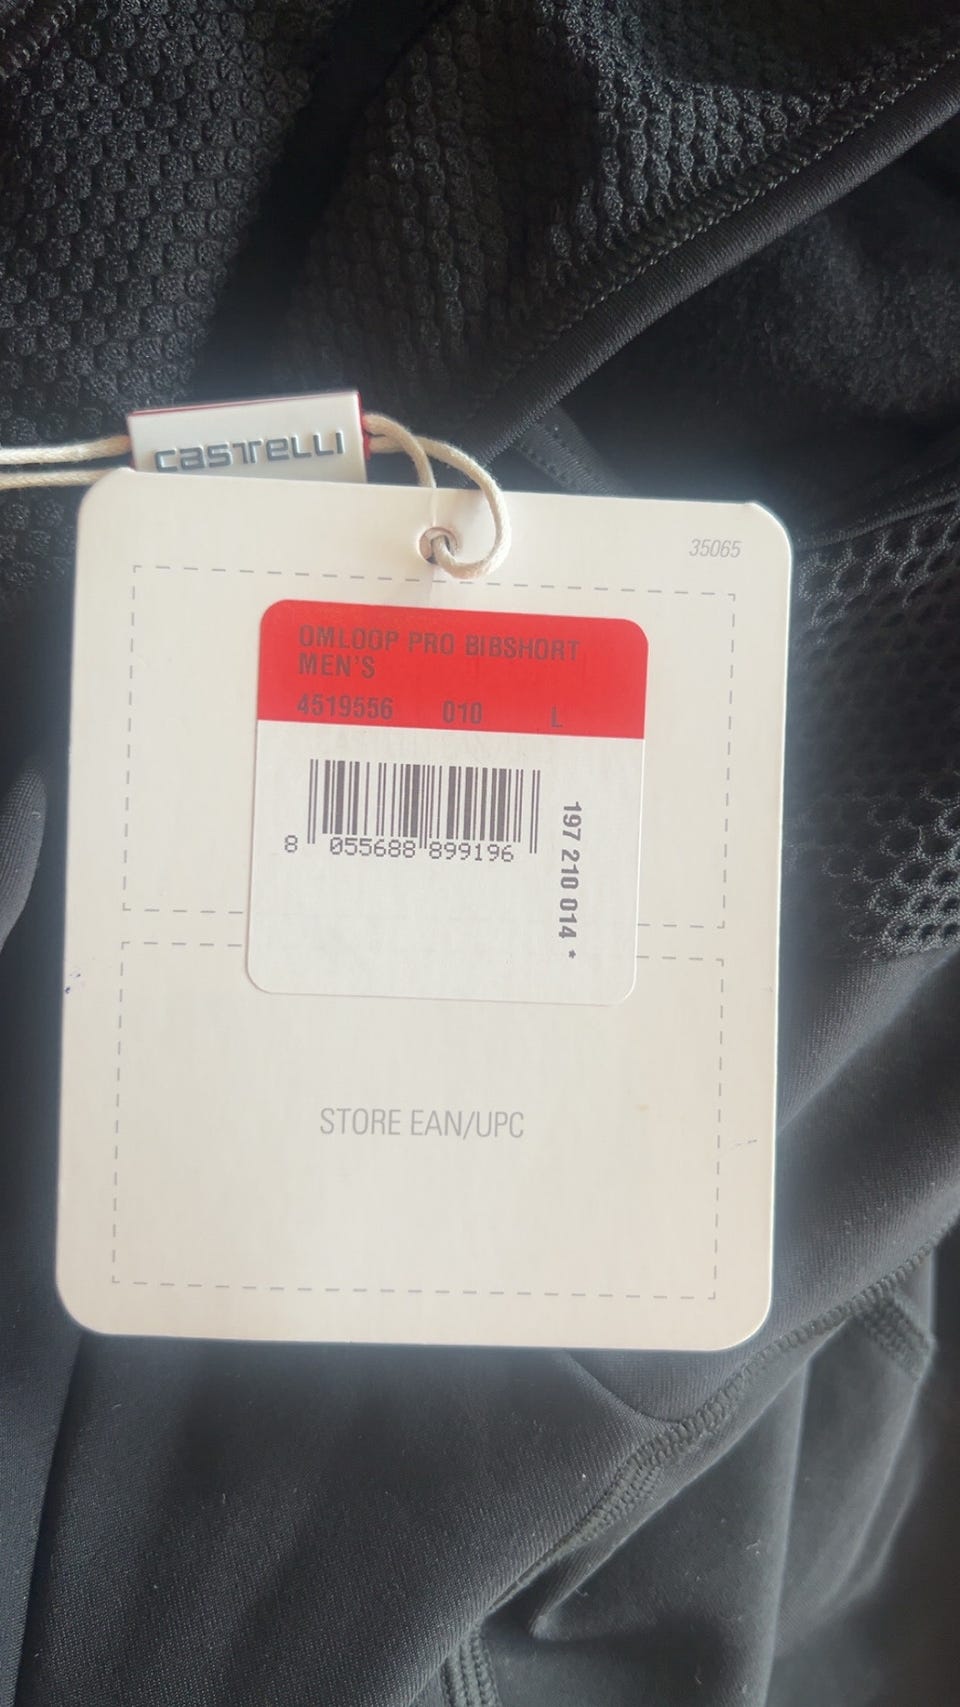 castelli
35065
OMLOOP PRO BIBSHORT
MEN'S
4519556 010 L
8 055688 899196
197 210 014 *
STORE EAN/UPC